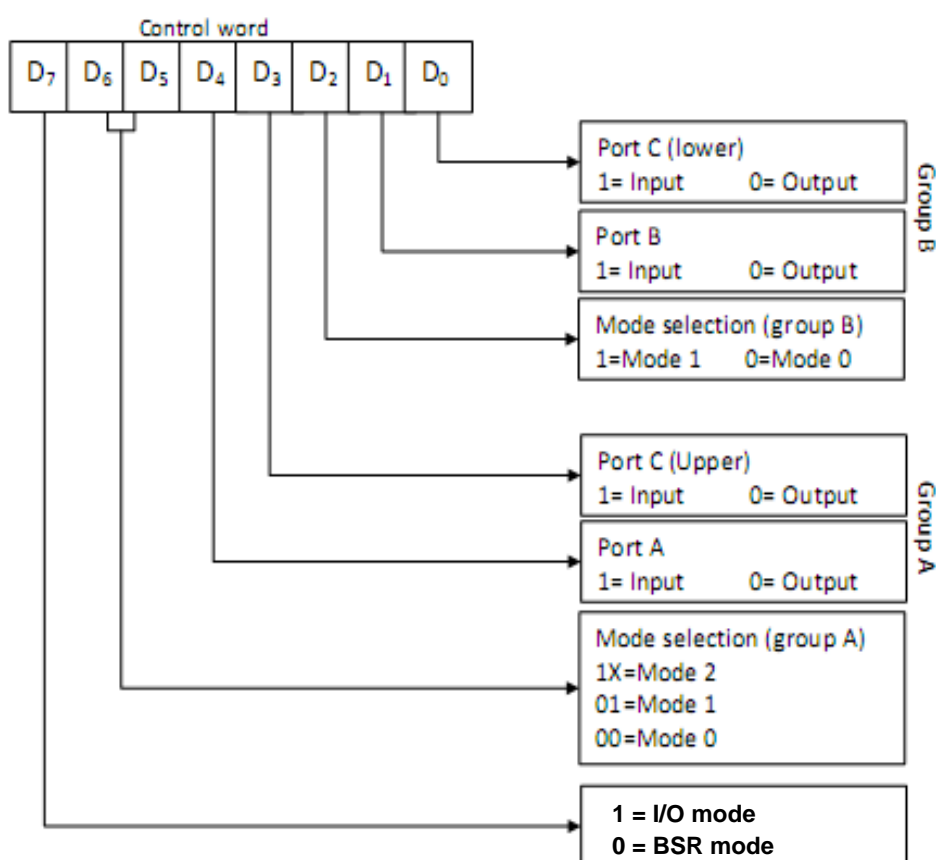 Control word
D₇ D₆ D₅ D₄ D₃ D₂ D₁ D₀
Port C (lower)
1= Input 0= Output
Port B
1= Input 0= Output
Mode selection (group B)
1=Mode 1 0=Mode 0
Group B
Port C (Upper)
1= Input 0= Output
Port A
1= Input 0= Output
Mode selection (group A)
1X=Mode 2
01=Mode 1
00=Mode 0
Group A
1 = I/O mode
0 = BSR mode